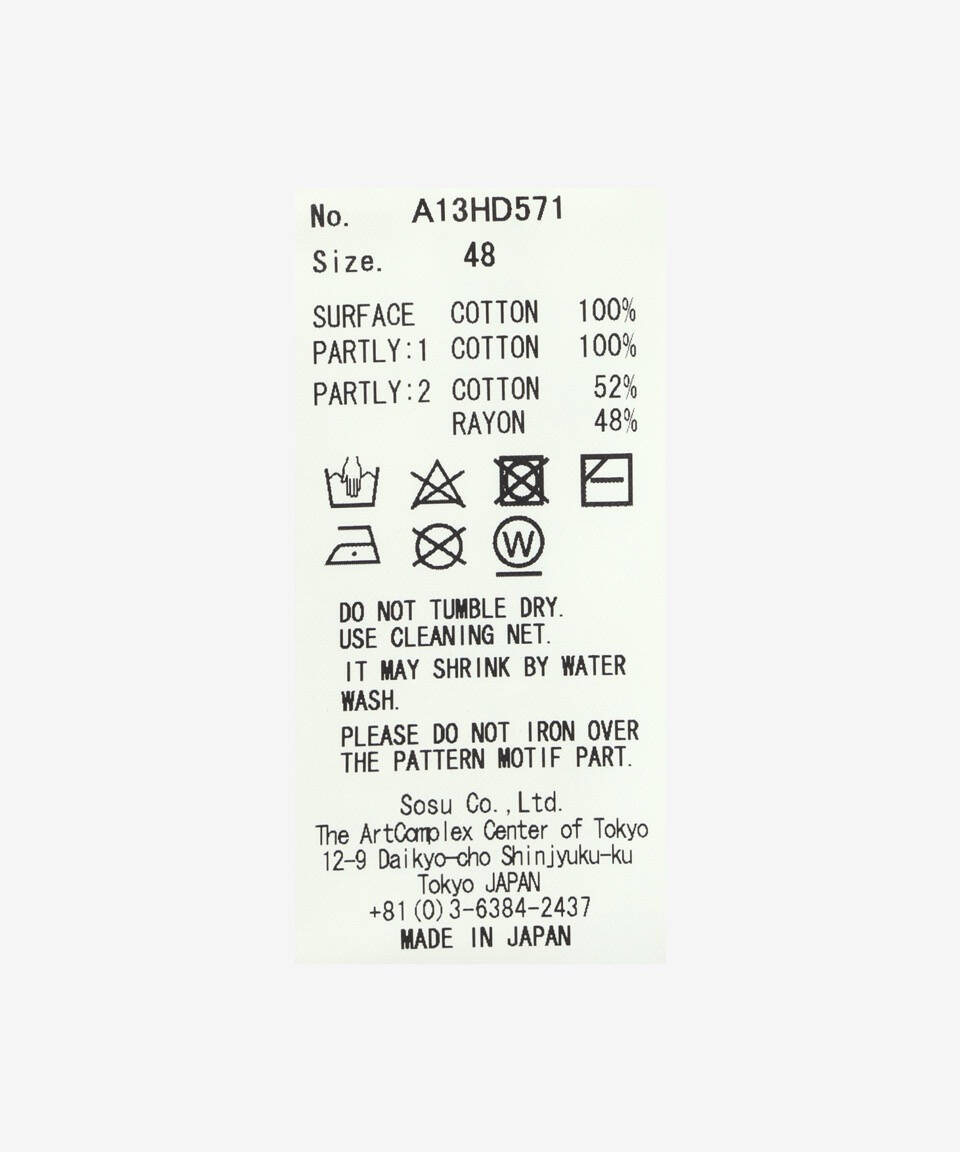 No. A13HD571
Size. 48
SURFACE COTTON 100%
PARTLY:1 COTTON 100%
PARTLY:2 COTTON 52%
RAYON 48%
W
DO NOT TUMBLE DRY.
USE CLEANING NET.
IT MAY SHRINK BY WATER
WASH.
PLEASE DO NOT IRON OVER
THE PATTERN MOTIF PART.
Sosu Co.,Ltd.
The ArtComplex Center of Tokyo
12-9 Daikyo-cho Shinjyuku-ku
Tokyo JAPAN
+81(0)3-6384-2437
MADE IN JAPAN